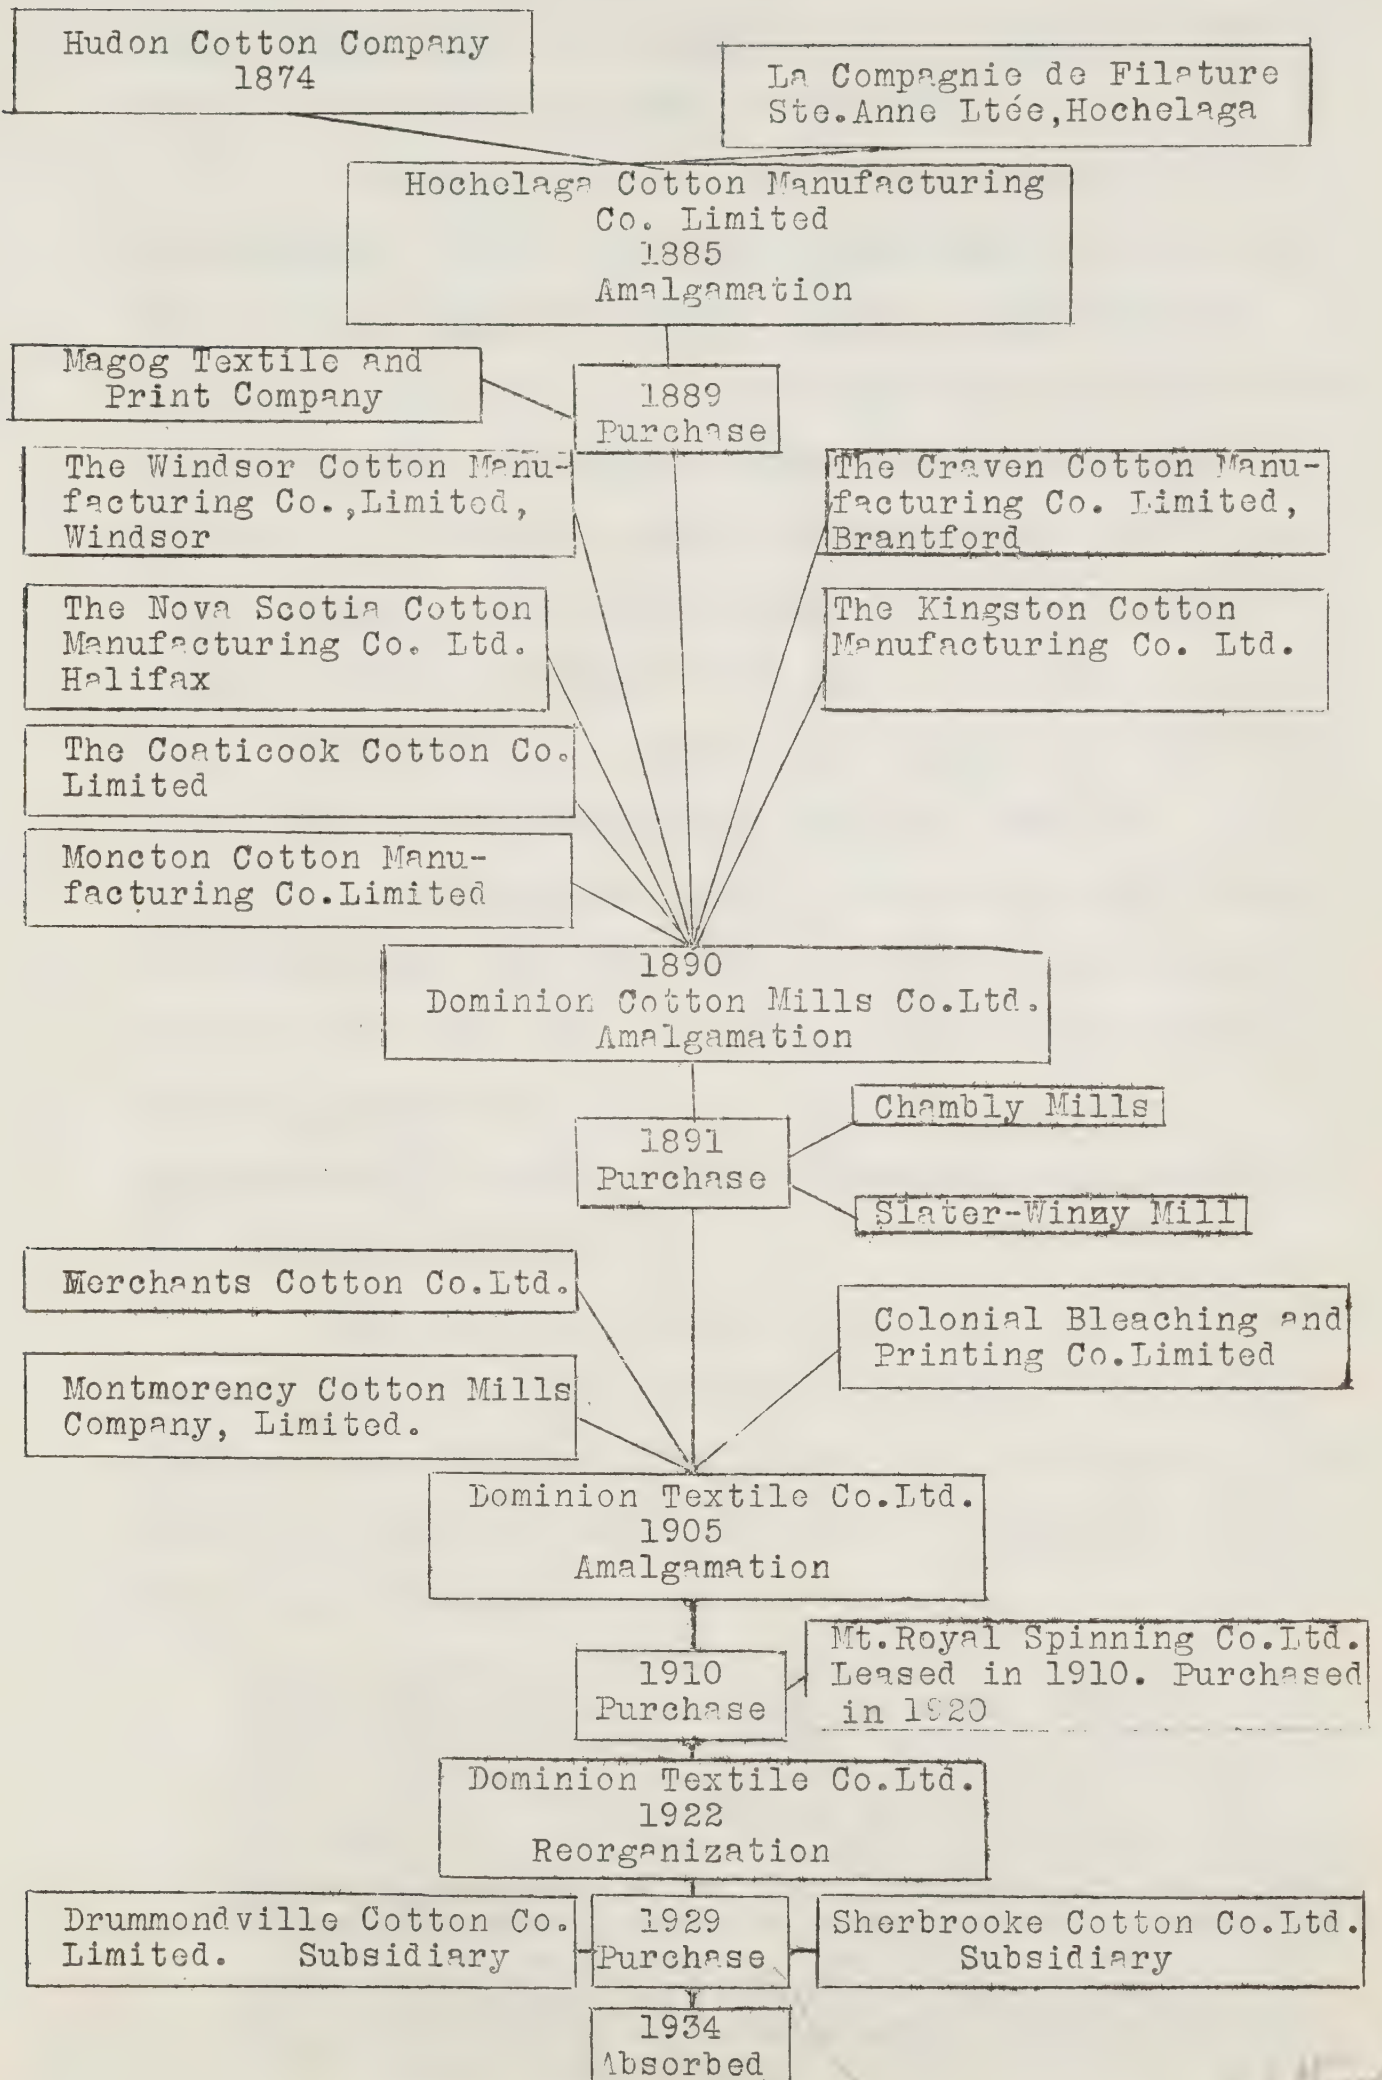 Hudon Cotton Company
1874
La Compagnie de Filature
Ste.Anne Ltée,Hochelaga
Hochelaga Cotton Manufacturing
Co. Limited
1885
Amalgamation
Magog Textile and
Print Company
1889
Purchase
The Windsor Cotton Manu-
facturing Co.,Limited,
Windsor
The Craven Cotton Manu-
facturing Co. Limited,
Brantford
The Nova Scotia Cotton
Manufacturing Co. Ltd.
Halifax
The Kingston Cotton
Manufacturing Co. Ltd.
The Coaticook Cotton Co.
Limited
Moncton Cotton Manu-
facturing Co.Limited
1890
Dominion Cotton Mills Co.Ltd.
Amalgamation
1891
Purchase
Chambly Mills
Slater-Winny Mill
Merchants Cotton Co.Ltd.
Colonial Bleaching and
Printing Co.Limited
Montmorency Cotton Mills
Company, Limited.
Dominion Textile Co.Ltd.
1905
Amalgamation
1910
Purchase
Mt.Royal Spinning Co.Ltd.
Leased in 1910. Purchased
in 1920
Dominion Textile Co.Ltd.
1922
Reorganization
Drummondville Cotton Co.
Limited. Subsidiary
1929
Purchase
Sherbrooke Cotton Co.Ltd.
Subsidiary
1934
Absorbed